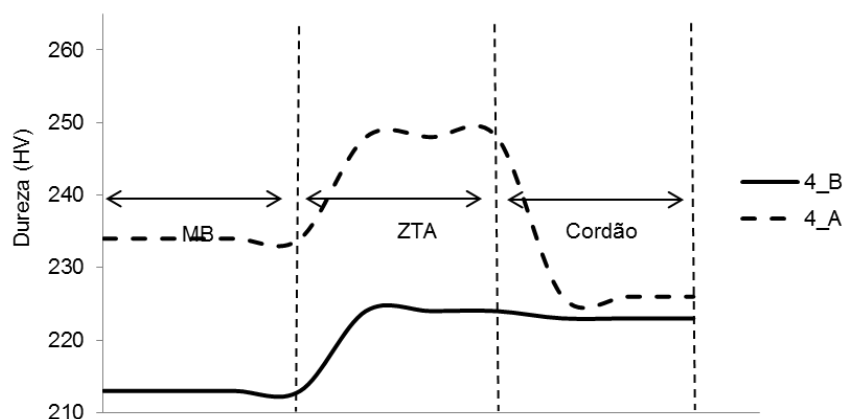 260
250
240
230
220
210
Dureza (HV)
MB
ZTA
Cordão
4_B
4_A